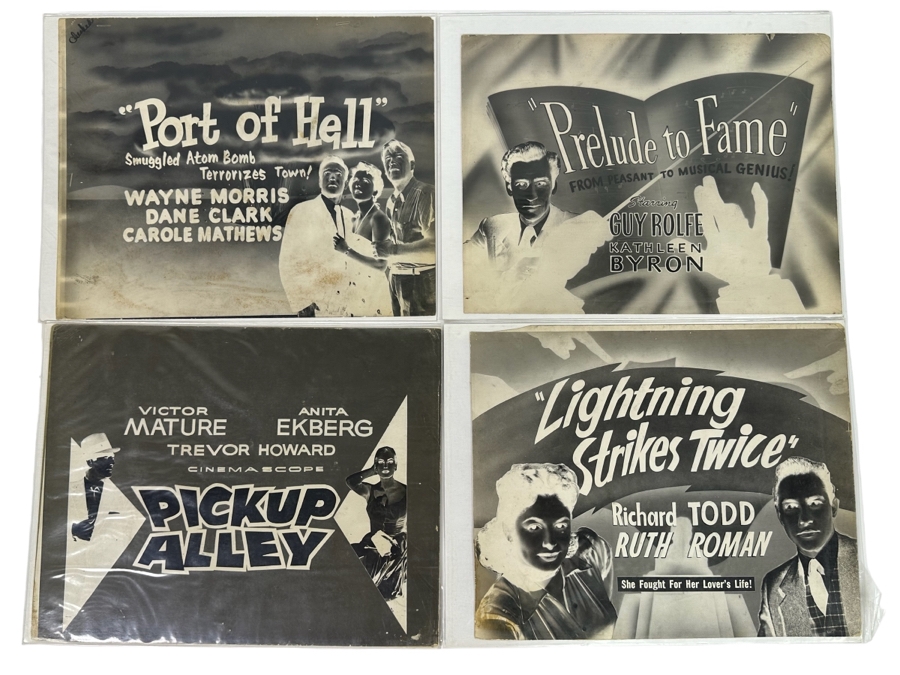 "Port of Hell"
Smuggled Atom Bomb
Terrorizes Town!
WAYNE MORRIS
DANE CLARK
CAROLE MATHEWS
"Prelude to Fame"
FROM PEASANT TO MUSICAL GENIUS!
Starring
GUY ROLFE
KATHLEEN
BYRON
VICTOR ANITA
MATURE EKBERG
TREVOR HOWARD
CINEMASCOPE
PICKUP
ALLEY
"Lightning
Strikes Twice"
Richard TODD
RUTH ROMAN
She Fought For Her Lover's Life!